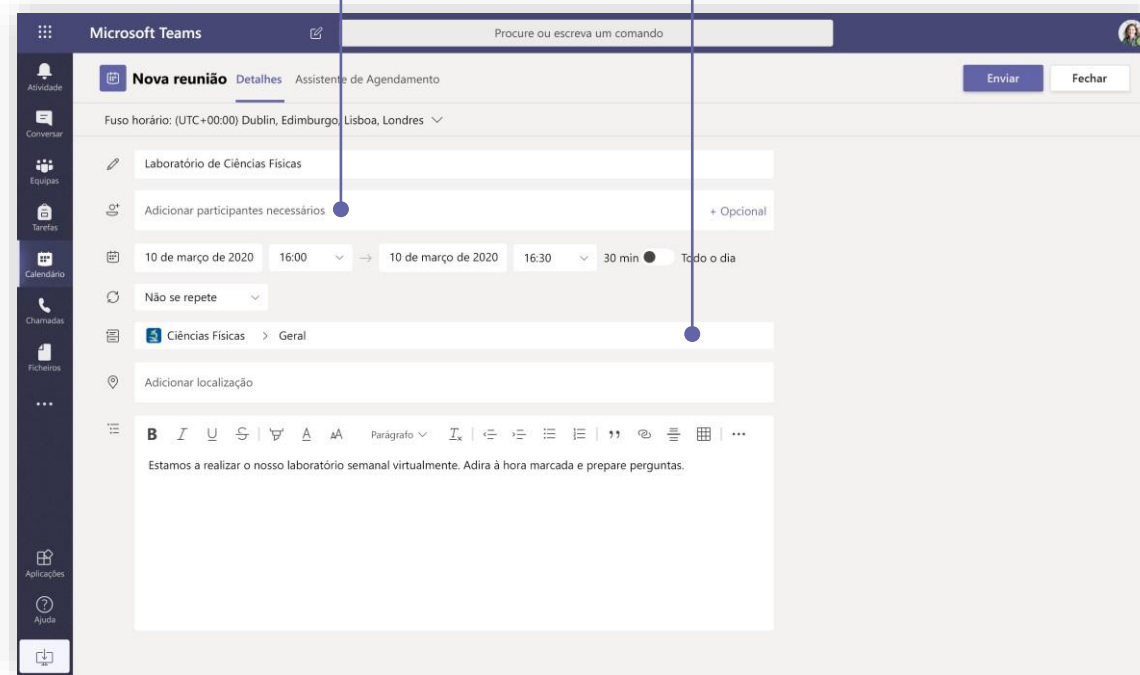 Microsoft Teams
Procure ou escreva um comando
Atividade
Conversar
Equipas
Tarefas
Calendário
Chamadas
Ficheiros
Aplicações
Ajuda
Nova reunião Detalhes Assistente de Agendamento
Enviar Fechar
Fuso horário: (UTC+00:00) Dublin, Edimburgo, Lisboa, Londres
Laboratório de Ciências Físicas
Adicionar participantes necessários + Opcional
10 de março de 2020 16:00 → 10 de março de 2020 16:30 30 min Todo o dia
Não se repete
Ciências Físicas > Geral
Adicionar localização
B I U S A AA Parágrafo Tx
Estamos a realizar o nosso laboratório semanal virtualmente. Adira à hora marcada e prepare perguntas.